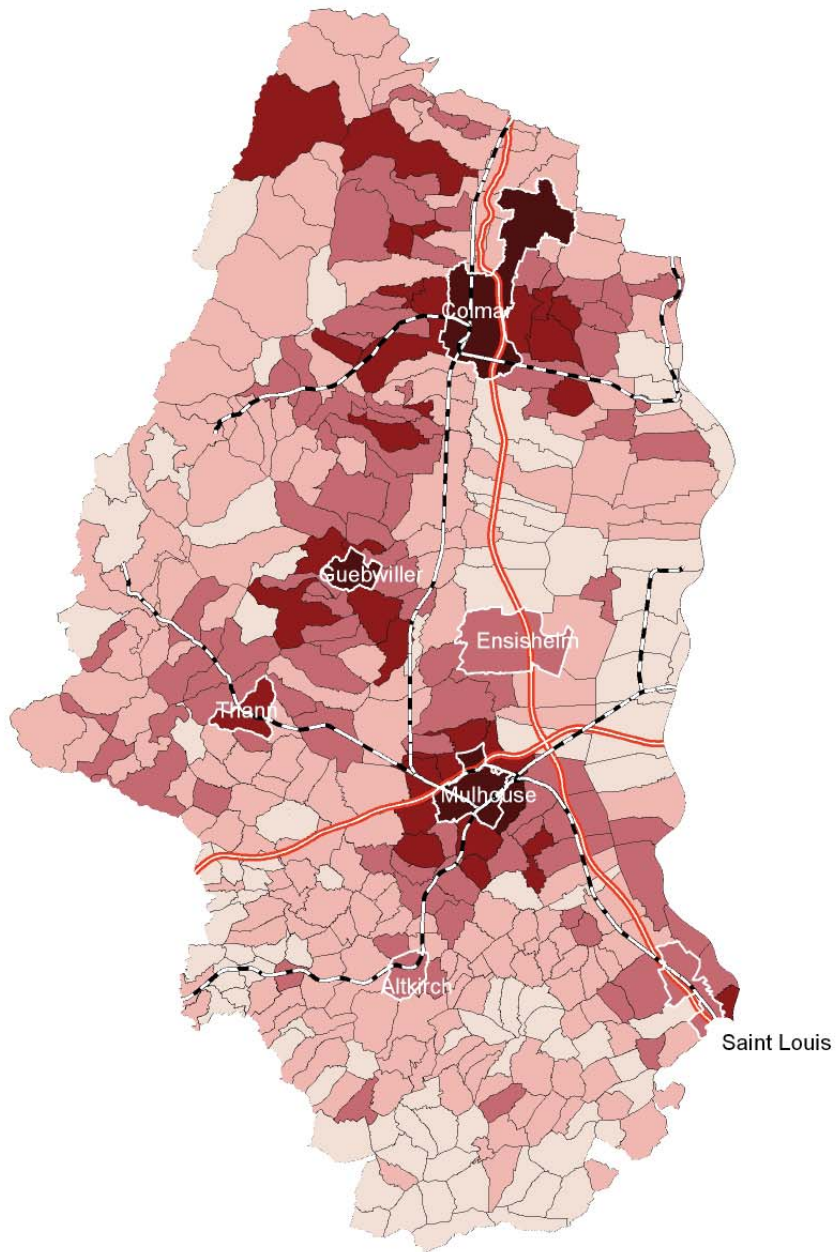 Colmar
Guebwiller
Ensisheim
Thann
Mulhouse
Altkirch
Saint Louis